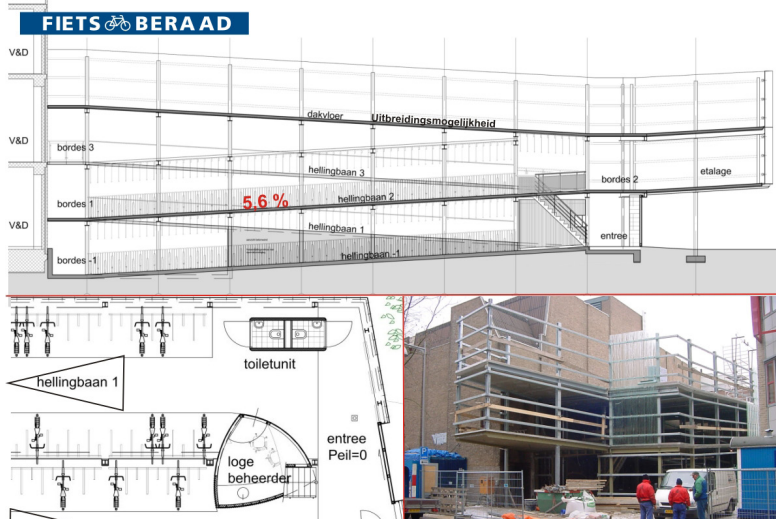 FIETS BERAAD
V&D
dakvloer
Uitbreidingsmogelijkheid
V&D
bordes 3
hellingbaan 3
bordes 2
etalage
bordes 1
5,6 %
hellingbaan 2
V&D
hellingbaan 1
entree
bordes -1
hellingbaan -1
toiletunit
hellingbaan 1
entree
Peil=0
loge
beheerder